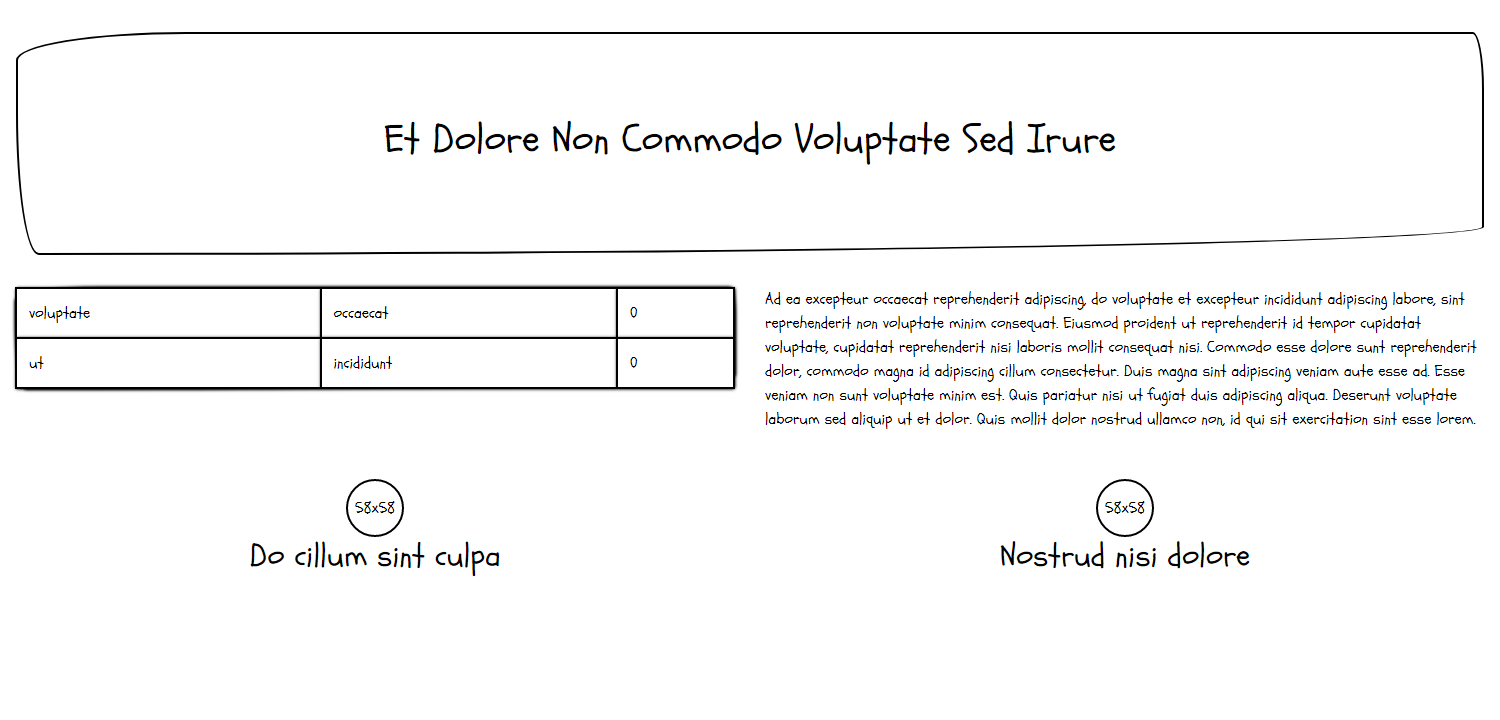 Et Dolore Non Commodo Voluptate Sed Irure
voluptate occaecat 0
ut incididunt 0
Ad ea excepteur occaecat reprehenderit adipiscing, do voluptate et excepteur incididunt adipiscing labore, sint
reprehenderit non voluptate minim consequat. Eiusmod proident ut reprehenderit id tempor cupidatat
voluptate, cupidatat reprehenderit nisi laboris mollit consequat nisi. Commodo esse dolore sunt reprehenderit
dolor, commodo magna id adipiscing cillum consectetur. Duis magna sint adipiscing veniam aute esse ad. Esse
veniam non sunt voluptate minim est. Quis pariatur nisi ut fugiat duis adipiscing aliqua. Deserunt voluptate
laborum sed aliquip ut et dolor. Quis mollit dolor nostrud ullamco non, id qui sit exercitation sint esse lorem.
58x58
Do cillum sint culpa
58x58
Nostrud nisi dolore